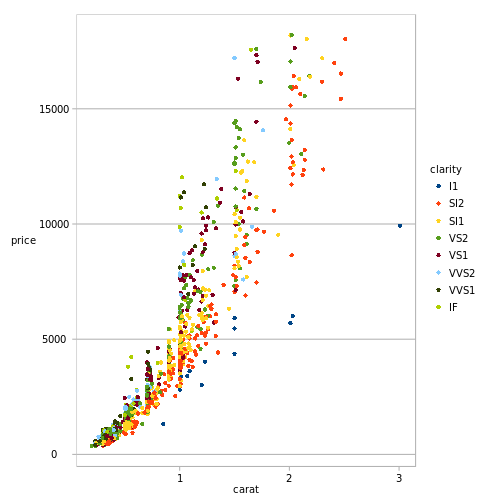 15000
10000
5000
0
price
1
2
3
carat
clarity
I1
SI2
SI1
VS2
VS1
VVS2
VVS1
IF